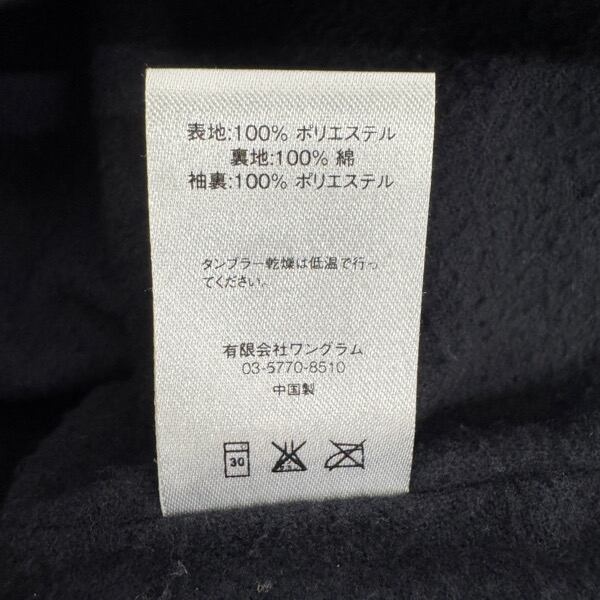 表地:100% ポリエステル
裏地:100% 綿
袖裏:100% ポリエステル
タンブラー乾燥は低温で行っ
てください。
有限会社ワングラム
03-5770-8510
中国製
30